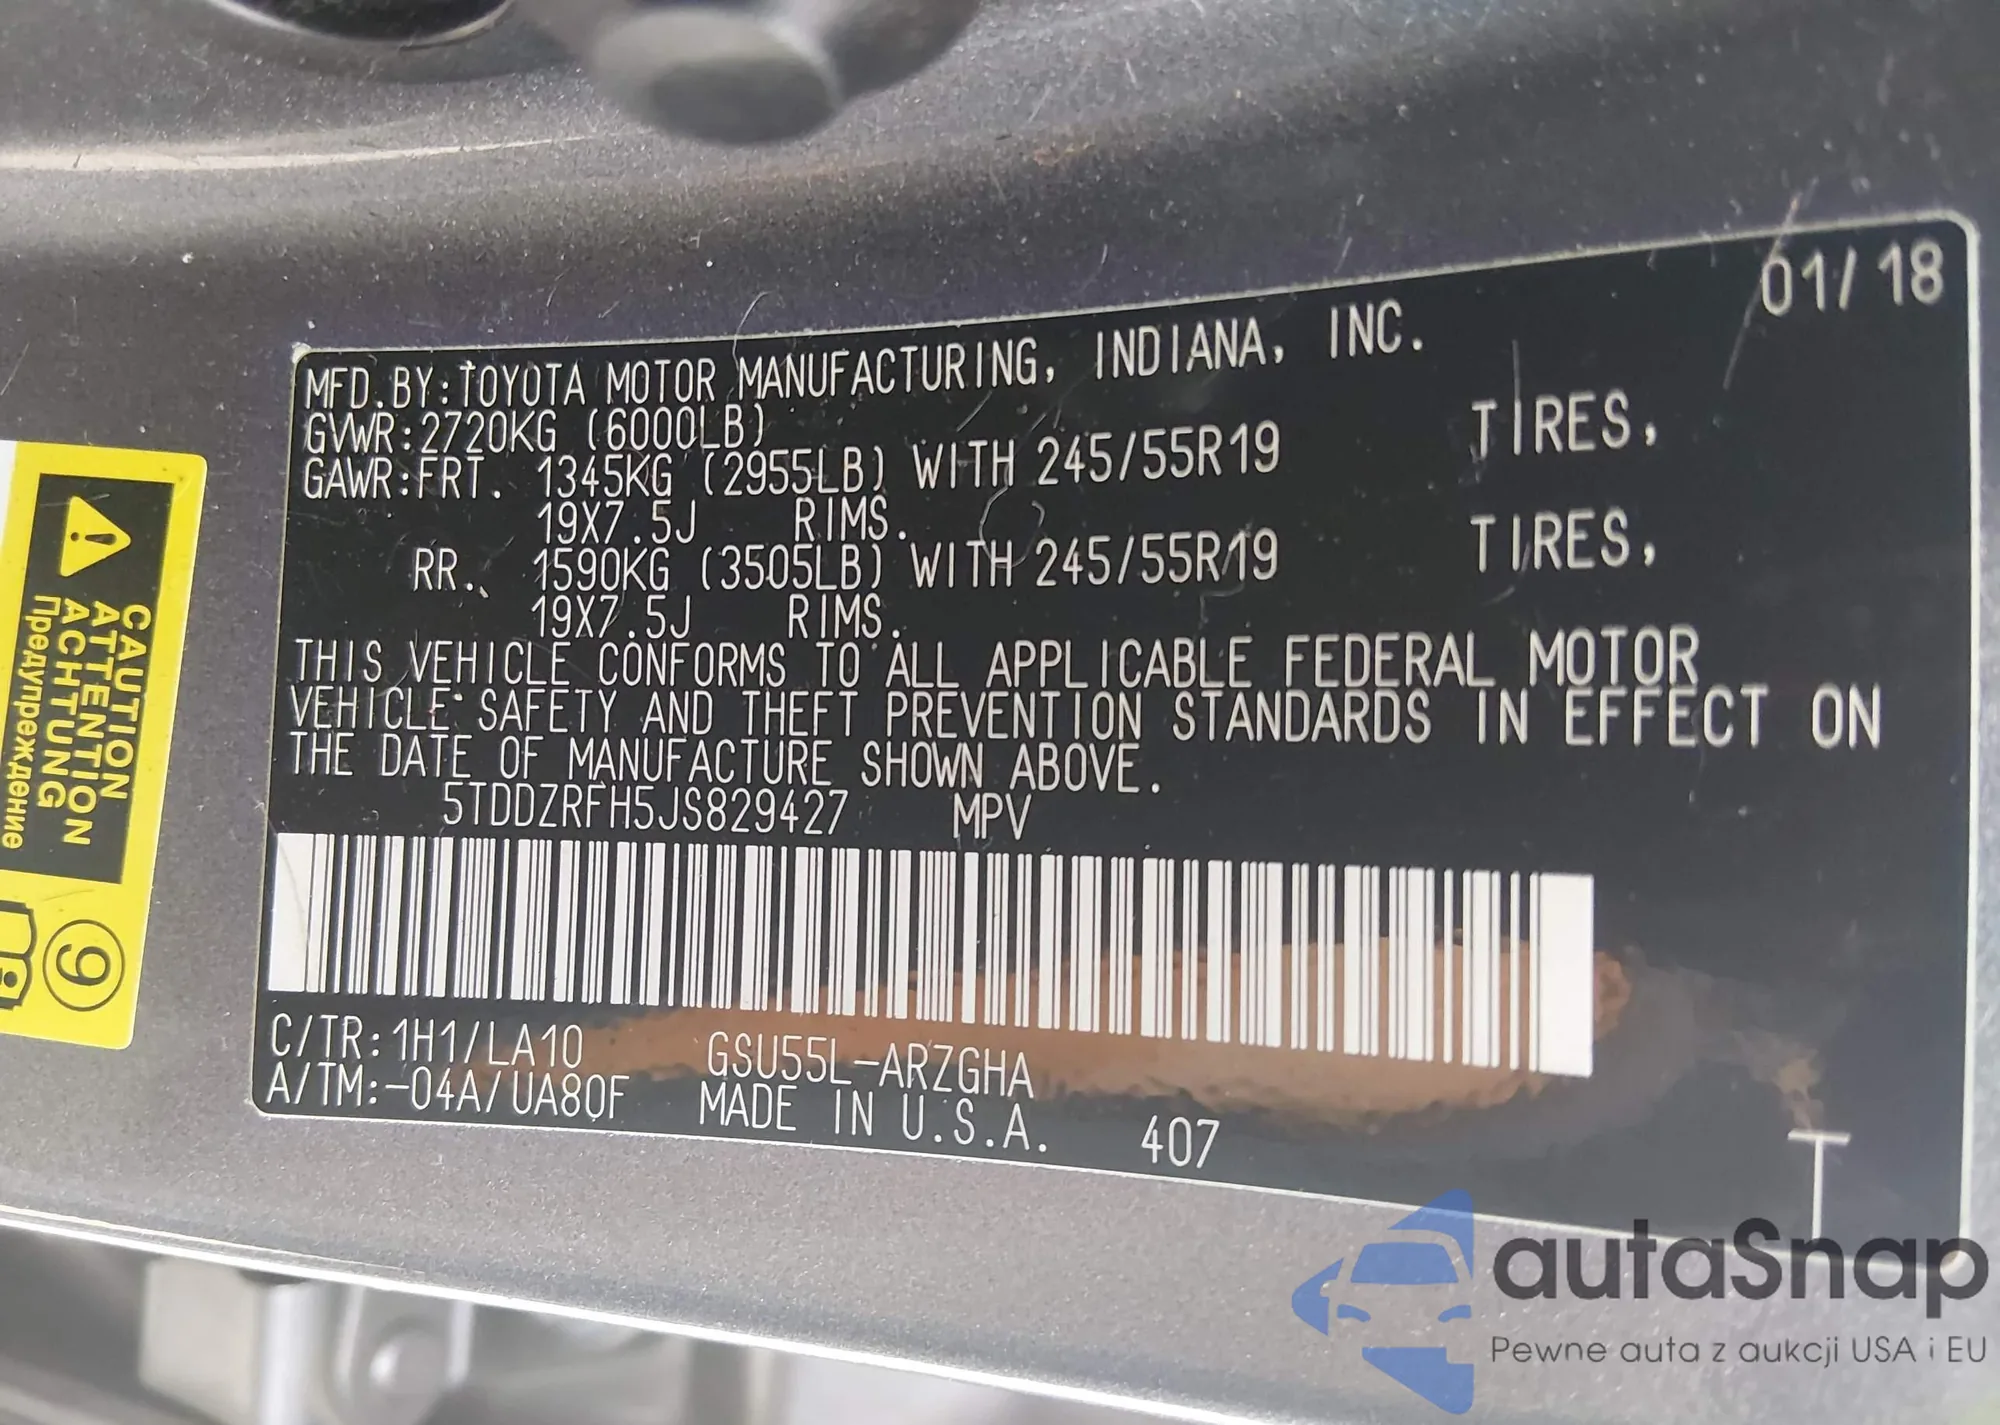 01/18
MFD.BY:TOYOTA MOTOR MANUFACTURING, INDIANA, INC.
GVWR:2720KG (6000LB)
GAWR:FRT. 1345KG (2955LB) WITH 245/55R19 TIRES,
19X7.5J RIMS.
RR. 1590KG (3505LB) WITH 245/55R19 TIRES,
19X7.5J RIMS.
THIS VEHICLE CONFORMS TO ALL APPLICABLE FEDERAL MOTOR
VEHICLE SAFETY AND THEFT PREVENTION STANDARDS IN EFFECT ON
THE DATE OF MANUFACTURE SHOWN ABOVE.
5TDDZRFH5JS829427 MPV
C/TR:1H1/LA10 GSU55L-ARZGHA
A/TM:-04A/UA80F MADE IN U.S.A. 407
T
CAUTION
ATTENTION
ACHTUNG
Предупреждение
9
autaSnap
Pewne auta z aukcji USA i EU